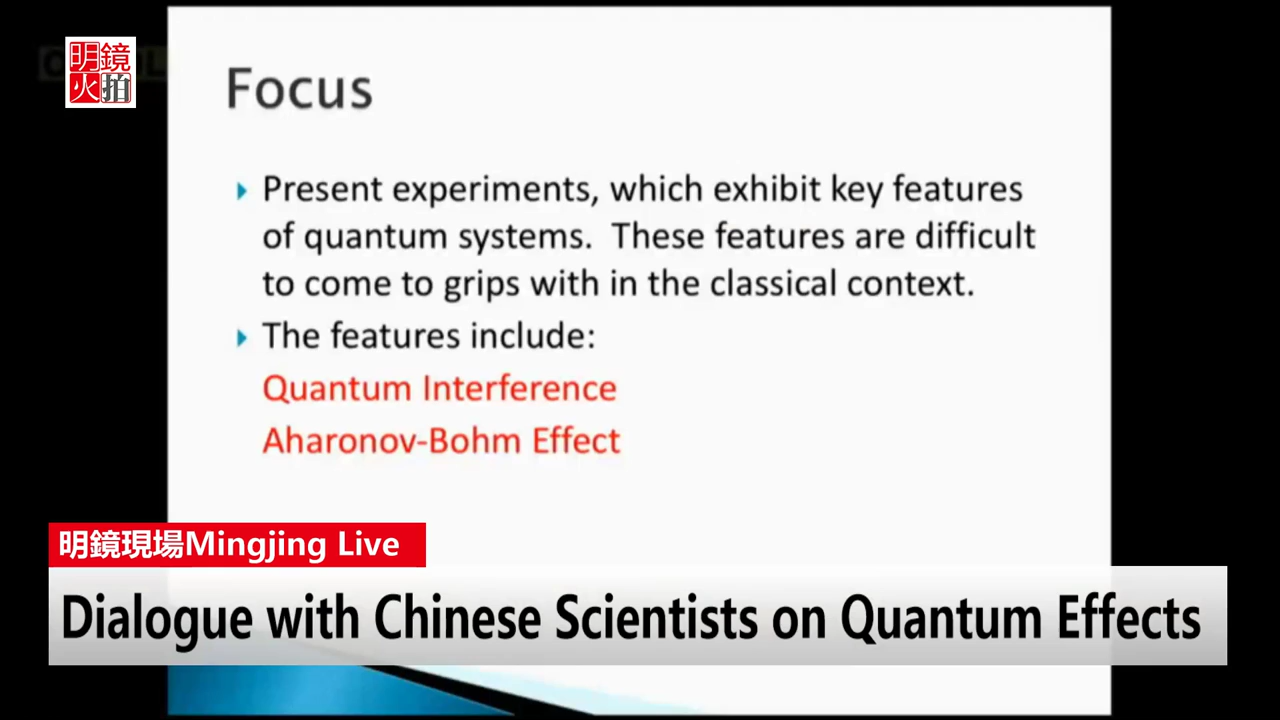 明鏡
火拍
Focus
Present experiments, which exhibit key features
of quantum systems.  These features are difficult
to come to grips with in the classical context.
The features include:
Quantum Interference
Aharonov-Bohm Effect
明鏡現場Mingjing Live
Dialogue with Chinese Scientists on Quantum Effects